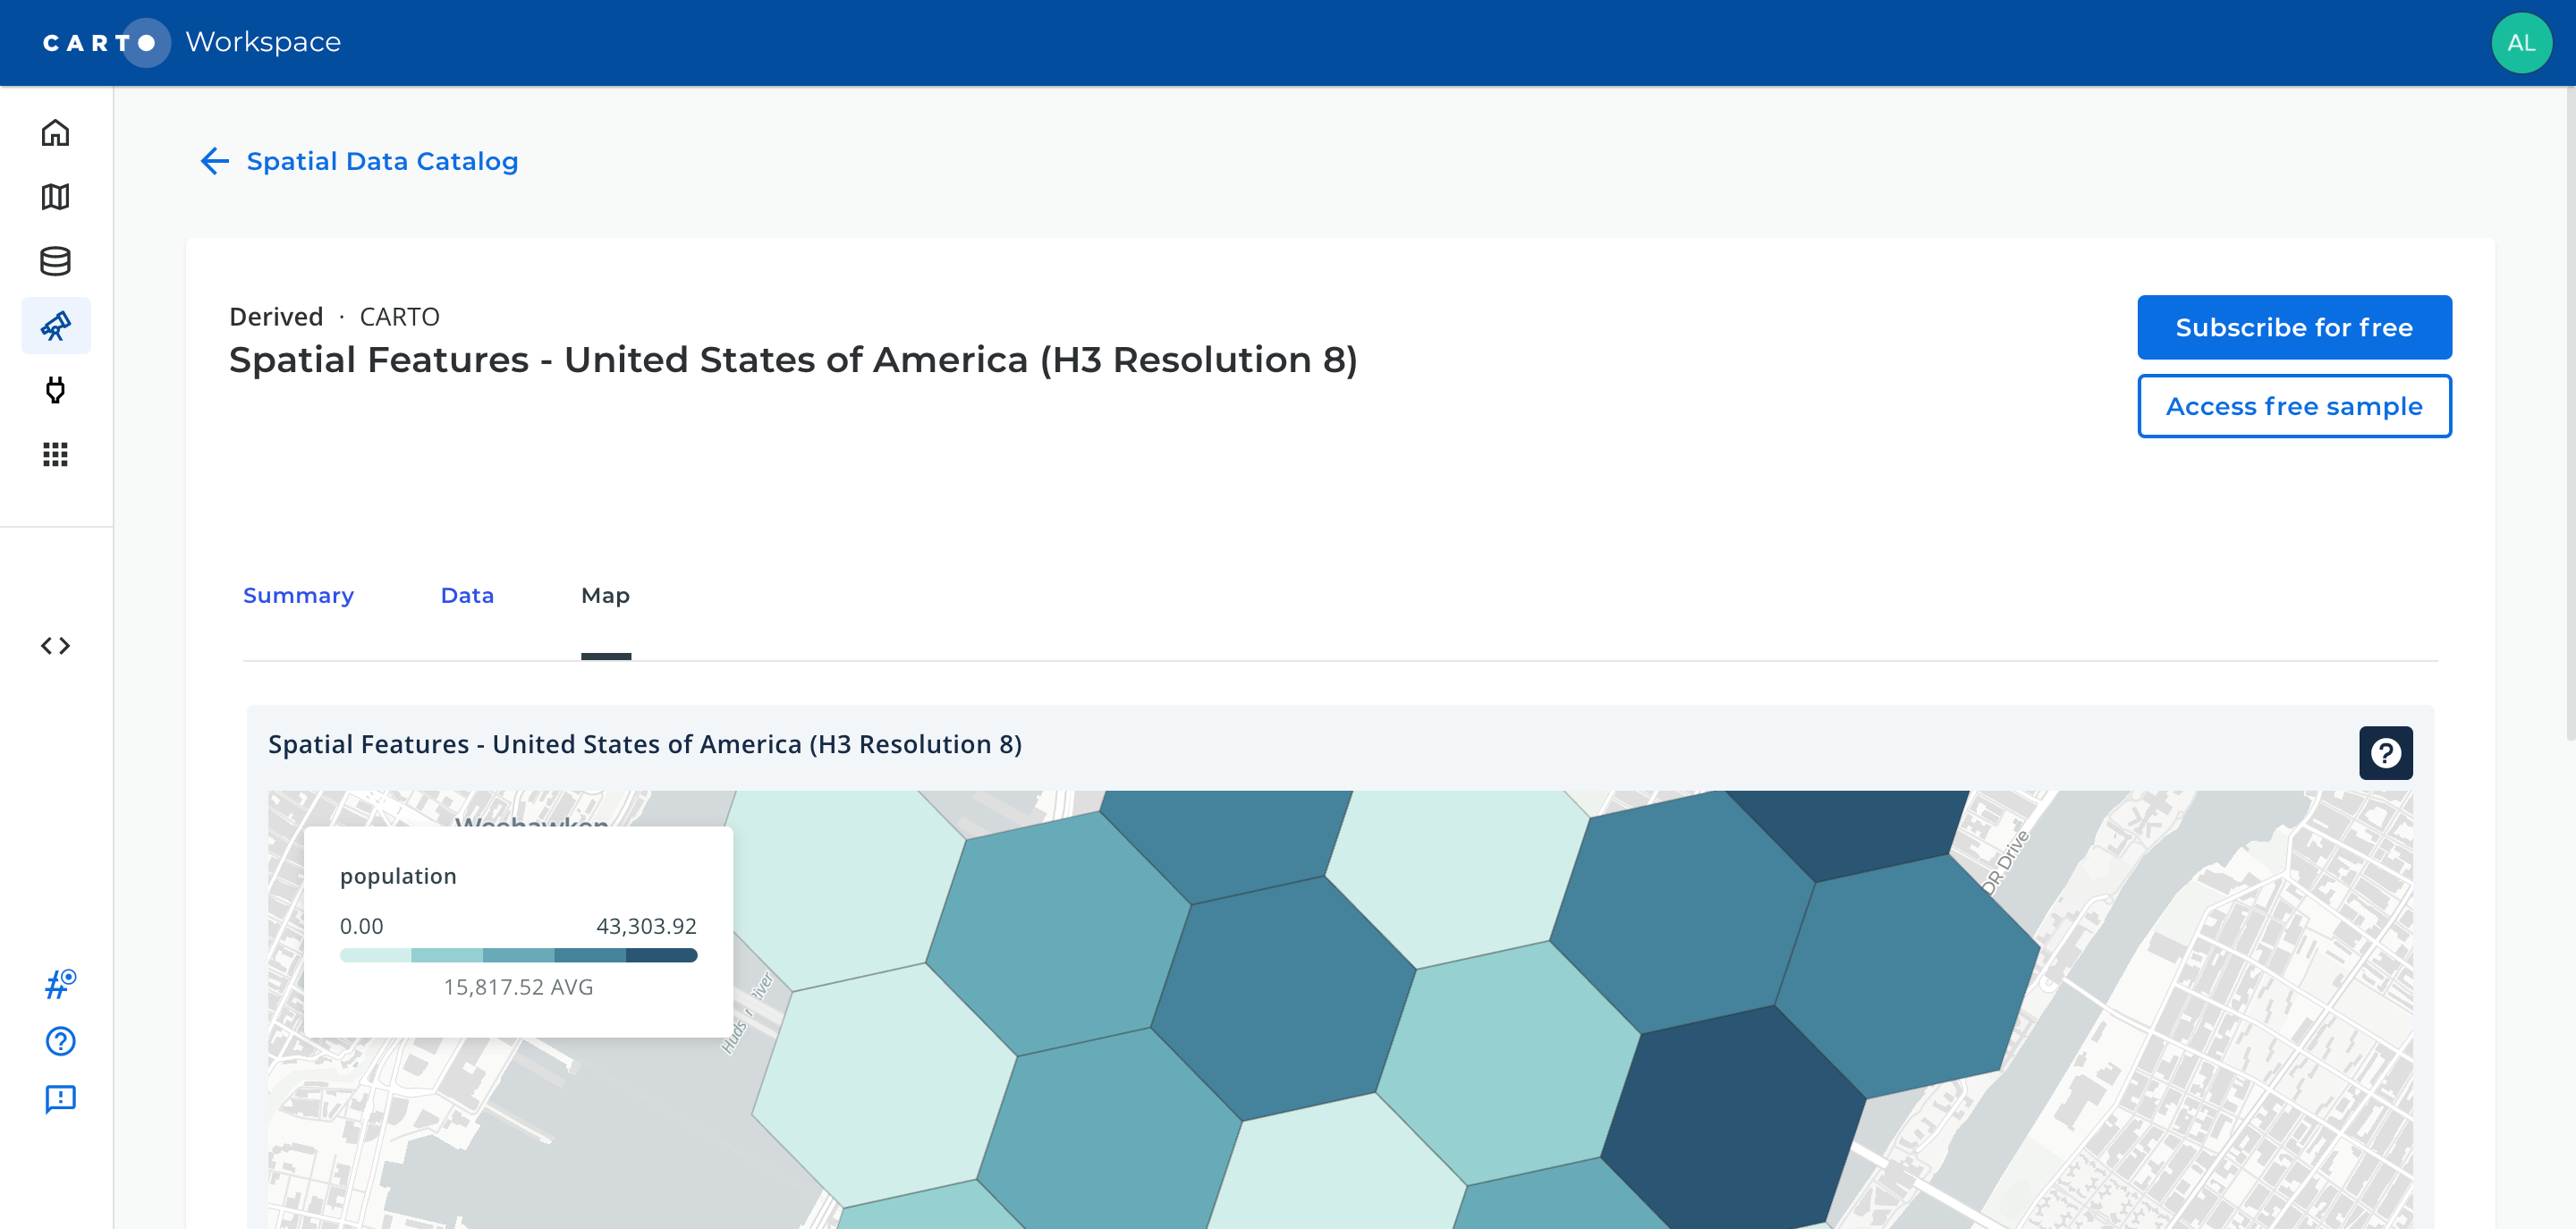 CARTO Workspace
AL
Spatial Data Catalog
Derived · CARTO
Spatial Features - United States of America (H3 Resolution 8)
Subscribe for free
Access free sample
Summary Data Map
Spatial Features - United States of America (H3 Resolution 8)
Weehawken
population
0.00 43,303.92
15,817.52 AVG
DR Drive